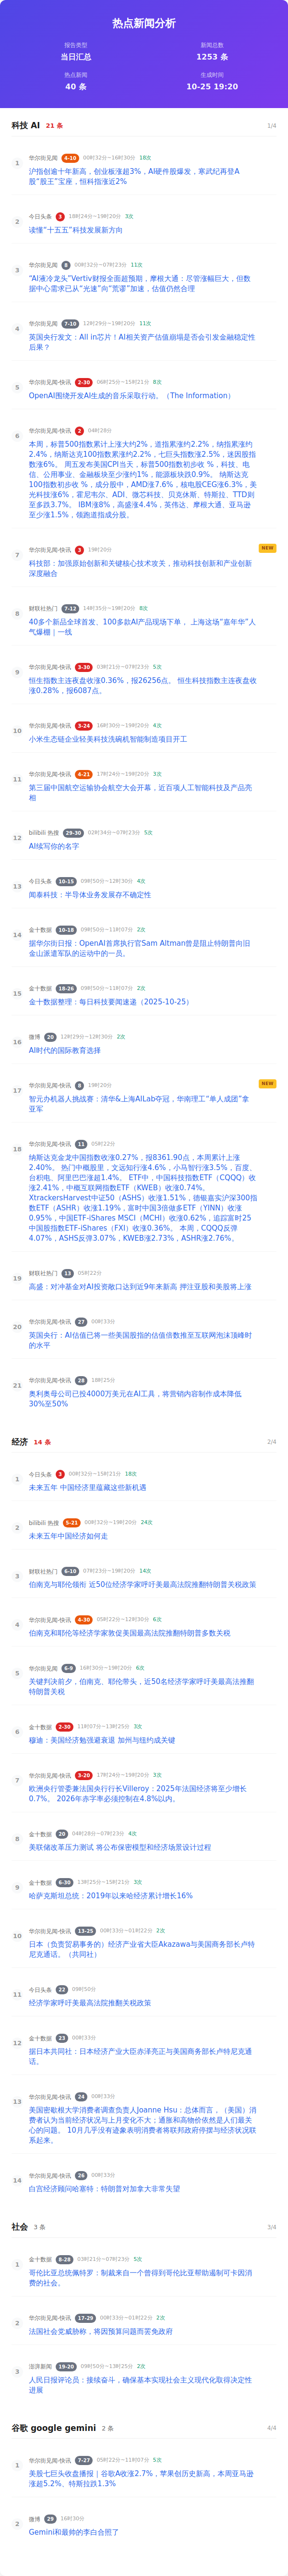 热点新闻分析
报告类型
当日汇总
新闻总数
1253 条
热点新闻
40 条
生成时间
10-25 19:20
科技 AI 21 条 1/4
1
华尔街见闻 4-10 00时32分~16时30分 18次
沪指创逾十年新高，创业板涨超3%，AI硬件股爆发，寒武纪再登A
股“股王”宝座，恒科指涨近2%
2
今日头条 3 18时24分~19时20分 3次
读懂“十五五”科技发展新方向
3
华尔街见闻 8 00时32分~07时23分 11次
“AI液冷龙头”Vertiv财报全面超预期，摩根大通：尽管涨幅巨大，但数
据中心需求已从“光速”向“荒谬”加速，估值仍然合理
4
华尔街见闻 7-10 12时29分~19时20分 11次
英国央行发文：All in芯片！AI相关资产估值崩塌是否会引发金融稳定性
后果？
5
华尔街见闻-快讯 2-30 06时25分~15时21分 8次
OpenAI围绕开发AI生成的音乐采取行动。（The Information）
6
华尔街见闻-快讯 2 04时28分
本周，标普500指数累计上涨大约2%，道指累涨约2.2%，纳指累涨约
2.4%，纳斯达克100指数累涨约2.2%，七巨头指数涨2.5%，迷因股指
数涨6%。 周五发布美国CPI当天，标普500指数初步收 %，科技、电
信、公用事业、金融板块至少涨约1%，能源板块跌0.9%。 纳斯达克
100指数初步收 %，成分股中，AMD涨7.6%，核电股CEG涨6.3%，美
光科技涨6%，霍尼韦尔、ADI、微芯科技、贝克休斯、特斯拉、TTD则
至多跌3.7%。 IBM涨8%，高盛涨4.4%，英伟达、摩根大通、亚马逊
至少涨1.5%，领跑道指成分股。
7
华尔街见闻-快讯 3 19时20分
NEW
科技部：加强原始创新和关键核心技术攻关，推动科技创新和产业创新
深度融合
8
财联社热门 7-12 14时35分~19时20分 8次
40多个新品全球首发、100多款AI产品现场下单， 上海这场“嘉年华”人
气爆棚｜一线
9
华尔街见闻-快讯 3-30 03时21分~07时23分 5次
恒生指数主连夜盘收涨0.36%，报26256点。 恒生科技指数主连夜盘收
涨0.28%，报6087点。
10
华尔街见闻-快讯 3-24 16时30分~19时20分 4次
小米生态链企业轻美科技洗碗机智能制造项目开工
11
华尔街见闻-快讯 4-21 17时24分~19时20分 3次
第三届中国航空运输协会航空大会开幕，近百项人工智能科技及产品亮
相
12
bilibili 热搜 29-30 02时34分~07时23分 5次
AI续写你的名字
13
今日头条 10-15 09时50分~12时30分 4次
闻泰科技：半导体业务发展存不确定性
14
金十数据 10-18 09时50分~11时07分 2次
据华尔街日报：OpenAI首席执行官Sam Altman曾是阻止特朗普向旧
金山派遣军队的运动中的一员。
15
金十数据 18-26 09时50分~11时07分 2次
金十数据整理：每日科技要闻速递（2025-10-25）
16
微博 20 12时29分~12时30分 2次
AI时代的国际教育选择
17
华尔街见闻-快讯 8 19时20分
NEW
智元办机器人挑战赛：清华&上海AILab夺冠，华南理工“单人成团”拿
亚军
18
华尔街见闻-快讯 11 05时22分
纳斯达克金龙中国指数收涨0.27%，报8361.90点，本周累计上涨
2.40%。 热门中概股里，文远知行涨4.6%，小马智行涨3.5%，百度、
台积电、阿里巴巴涨超1.4%。 ETF中，中国科技指数ETF（CQQQ）收
涨2.41%，中概互联网指数ETF（KWEB）收涨0.74%。
XtrackersHarvest中证50（ASHS）收涨1.51%，德银嘉实沪深300指
数ETF（ASHR）收涨1.19%，富时中国3倍做多ETF（YINN）收涨
0.95%，中国ETF-iShares MSCI（MCHI）收涨0.62%，追踪富时25
中国股指数ETF-iShares（FXI）收涨0.36%。 本周，CQQQ反弹
4.07%，ASHS反弹3.07%，KWEB涨2.73%，ASHR涨2.76%。
19
财联社热门 13 05时22分
高盛：对冲基金对AI投资敞口达到近9年来新高 押注亚股和美股将上涨
20
华尔街见闻-快讯 27 00时33分
英国央行：AI估值已将一些美国股指的估值倍数推至互联网泡沫顶峰时
的水平
21
华尔街见闻-快讯 28 18时25分
奥利奥母公司已投4000万美元在AI工具，将营销内容制作成本降低
30%至50%
经济 14 条 2/4
1
今日头条 3 00时32分~15时21分 18次
未来五年 中国经济里蕴藏这些新机遇
2
bilibili 热搜 5-21 00时32分~19时20分 24次
未来五年中国经济如何走
3
财联社热门 6-10 07时23分~19时20分 14次
伯南克与耶伦领衔 近50位经济学家呼吁美最高法院推翻特朗普关税政策
4
华尔街见闻-快讯 4-30 05时22分~12时30分 6次
伯南克和耶伦等经济学家敦促美国最高法院推翻特朗普多数关税
5
华尔街见闻 6-9 16时30分~19时20分 6次
关键判决前夕，伯南克、耶伦带头，近50名经济学家呼吁美最高法推翻
特朗普关税
6
金十数据 2-30 11时07分~13时25分 3次
穆迪：美国经济勉强避衰退 加州与纽约成关键
7
华尔街见闻-快讯 3-20 17时24分~19时20分 3次
欧洲央行管委兼法国央行行长Villeroy：2025年法国经济将至少增长
0.7%。 2026年赤字率必须控制在4.8%以内。
8
金十数据 20 04时28分~07时23分 4次
美联储改革压力测试 将公布保密模型和经济场景设计过程
9
金十数据 6-30 13时25分~15时21分 3次
哈萨克斯坦总统：2019年以来哈经济累计增长16%
10
华尔街见闻-快讯 13-25 00时33分~01时22分 2次
日本（负责贸易事务的）经济产业省大臣Akazawa与美国商务部长卢特
尼克通话。（共同社）
11
今日头条 22 09时50分
经济学家呼吁美最高法院推翻关税政策
12
金十数据 23 00时33分
据日本共同社：日本经济产业大臣赤泽亮正与美国商务部长卢特尼克通
话。
13
华尔街见闻-快讯 24 00时33分
美国密歇根大学消费者调查负责人Joanne Hsu：总体而言，（美国）消
费者认为当前经济状况与上月变化不大；通胀和高物价依然是人们最关
心的问题。 10月几乎没有迹象表明消费者将联邦政府停摆与经济状况联
系起来。
14
华尔街见闻-快讯 26 00时33分
白宫经济顾问哈塞特：特朗普对加拿大非常失望
社会 3 条 3/4
1
金十数据 8-28 03时21分~07时23分 5次
哥伦比亚总统佩特罗：制裁来自一个曾得到哥伦比亚帮助遏制可卡因消
费的社会。
2
华尔街见闻-快讯 17-29 00时33分~01时22分 2次
法国社会党威胁称，将因预算问题而罢免政府
3
澎湃新闻 19-20 09时50分~13时25分 2次
人民日报评论员：接续奋斗，确保基本实现社会主义现代化取得决定性
进展
谷歌 google gemini 2 条 4/4
1
华尔街见闻-快讯 7-27 05时22分~11时07分 5次
美股七巨头收盘播报｜谷歌A收涨2.7%，苹果创历史新高，本周亚马逊
涨超5.2%、特斯拉跌1.3%
2
微博 29 16时30分
Gemini和最帅的李白合照了